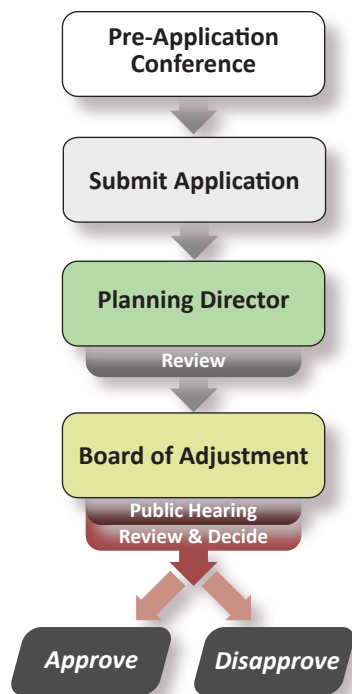 Pre-Application
Conference
Submit Application
Planning Director
Review
Board of Adjustment
Public Hearing
Review & Decide
Approve
Disapprove